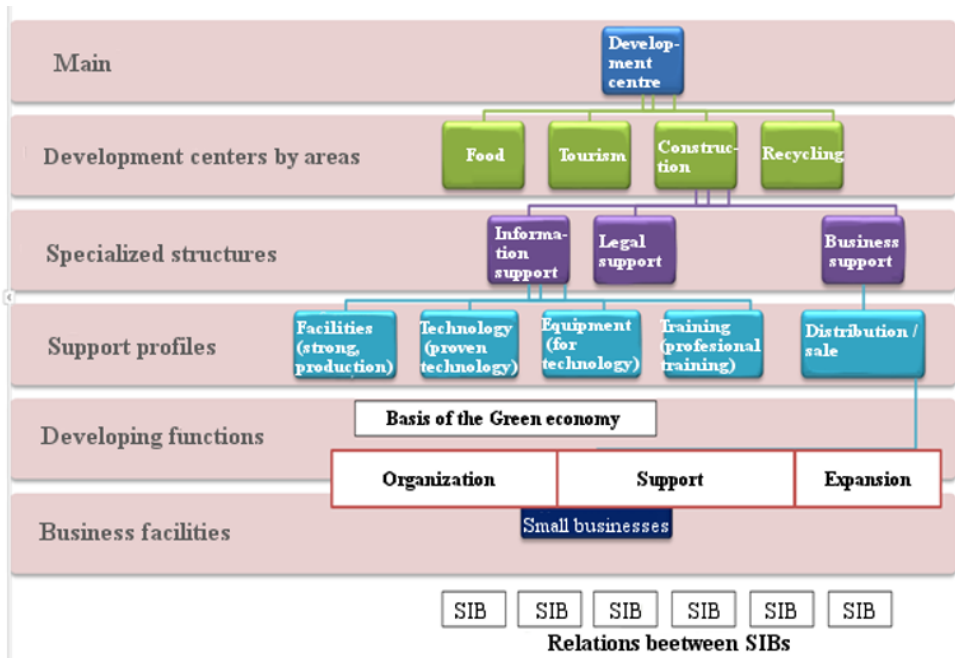 Main
Develop-
ment
centre
Development centers by areas
Food
Tourism
Construc-
tion
Recycling
Specialized structures
Informa-
tion
support
Legal
support
Business
support
Support profiles
Facilities
(strong,
production)
Technology
(proven
technology)
Equipment
(for
technology)
Training
(profesional
training)
Distribution /
sale
Developing functions
Basis of the Green economy
Organization
Support
Expansion
Business facilities
Small businesses
SIB
SIB
SIB
SIB
SIB
SIB
Relations beetween SIBs